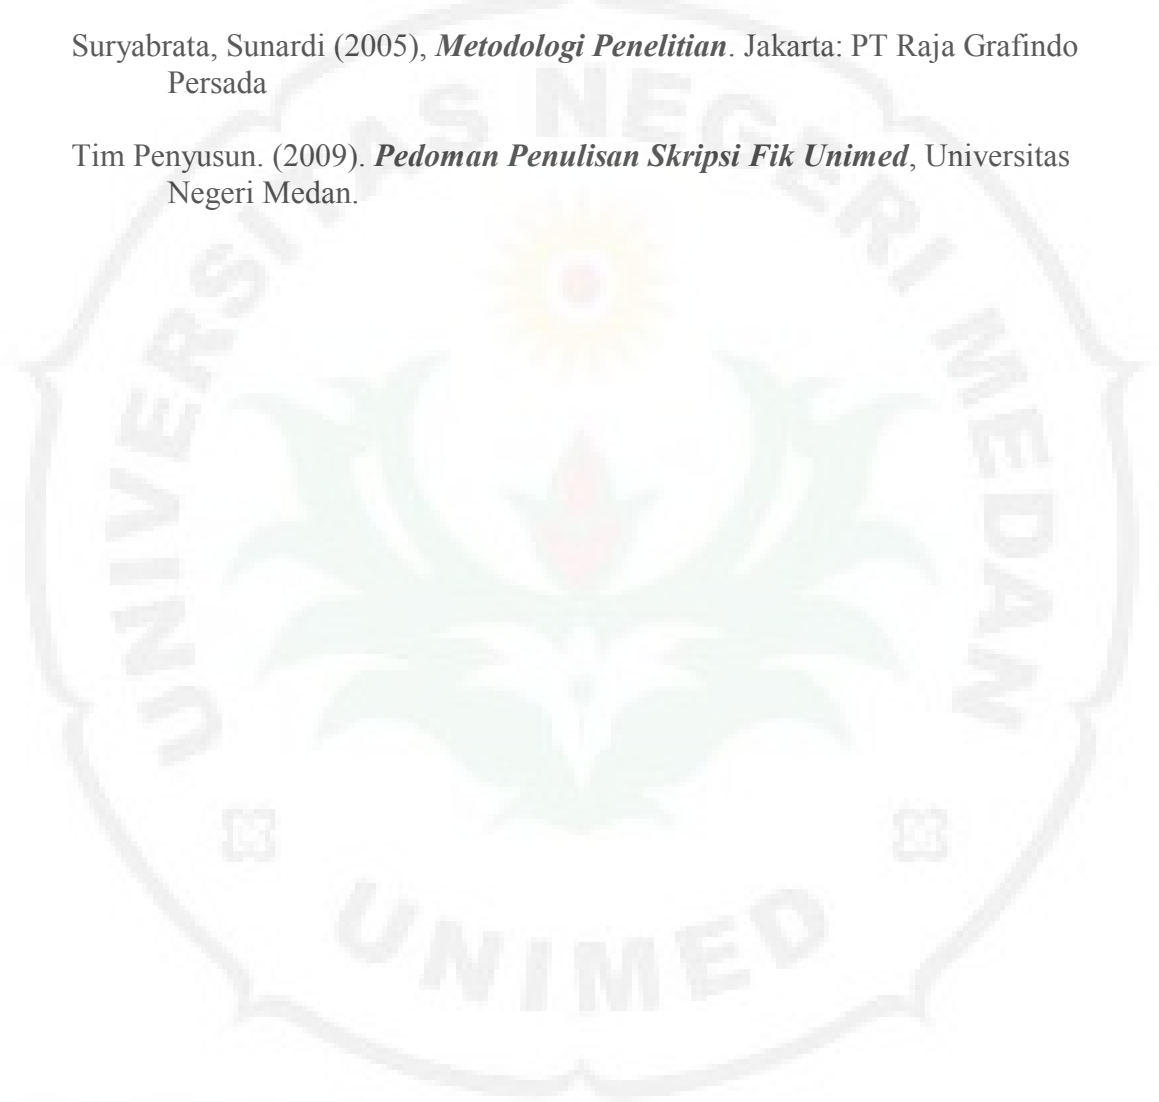 Suryabrata, Sunardi (2005), Metodologi Penelitian. Jakarta: PT Raja Grafindo
Persada
Tim Penyusun. (2009). Pedoman Penulisan Skripsi Fik Unimed, Universitas
Negeri Medan.
UNIVERSITAS NEGERI MEDAN
UNIMED